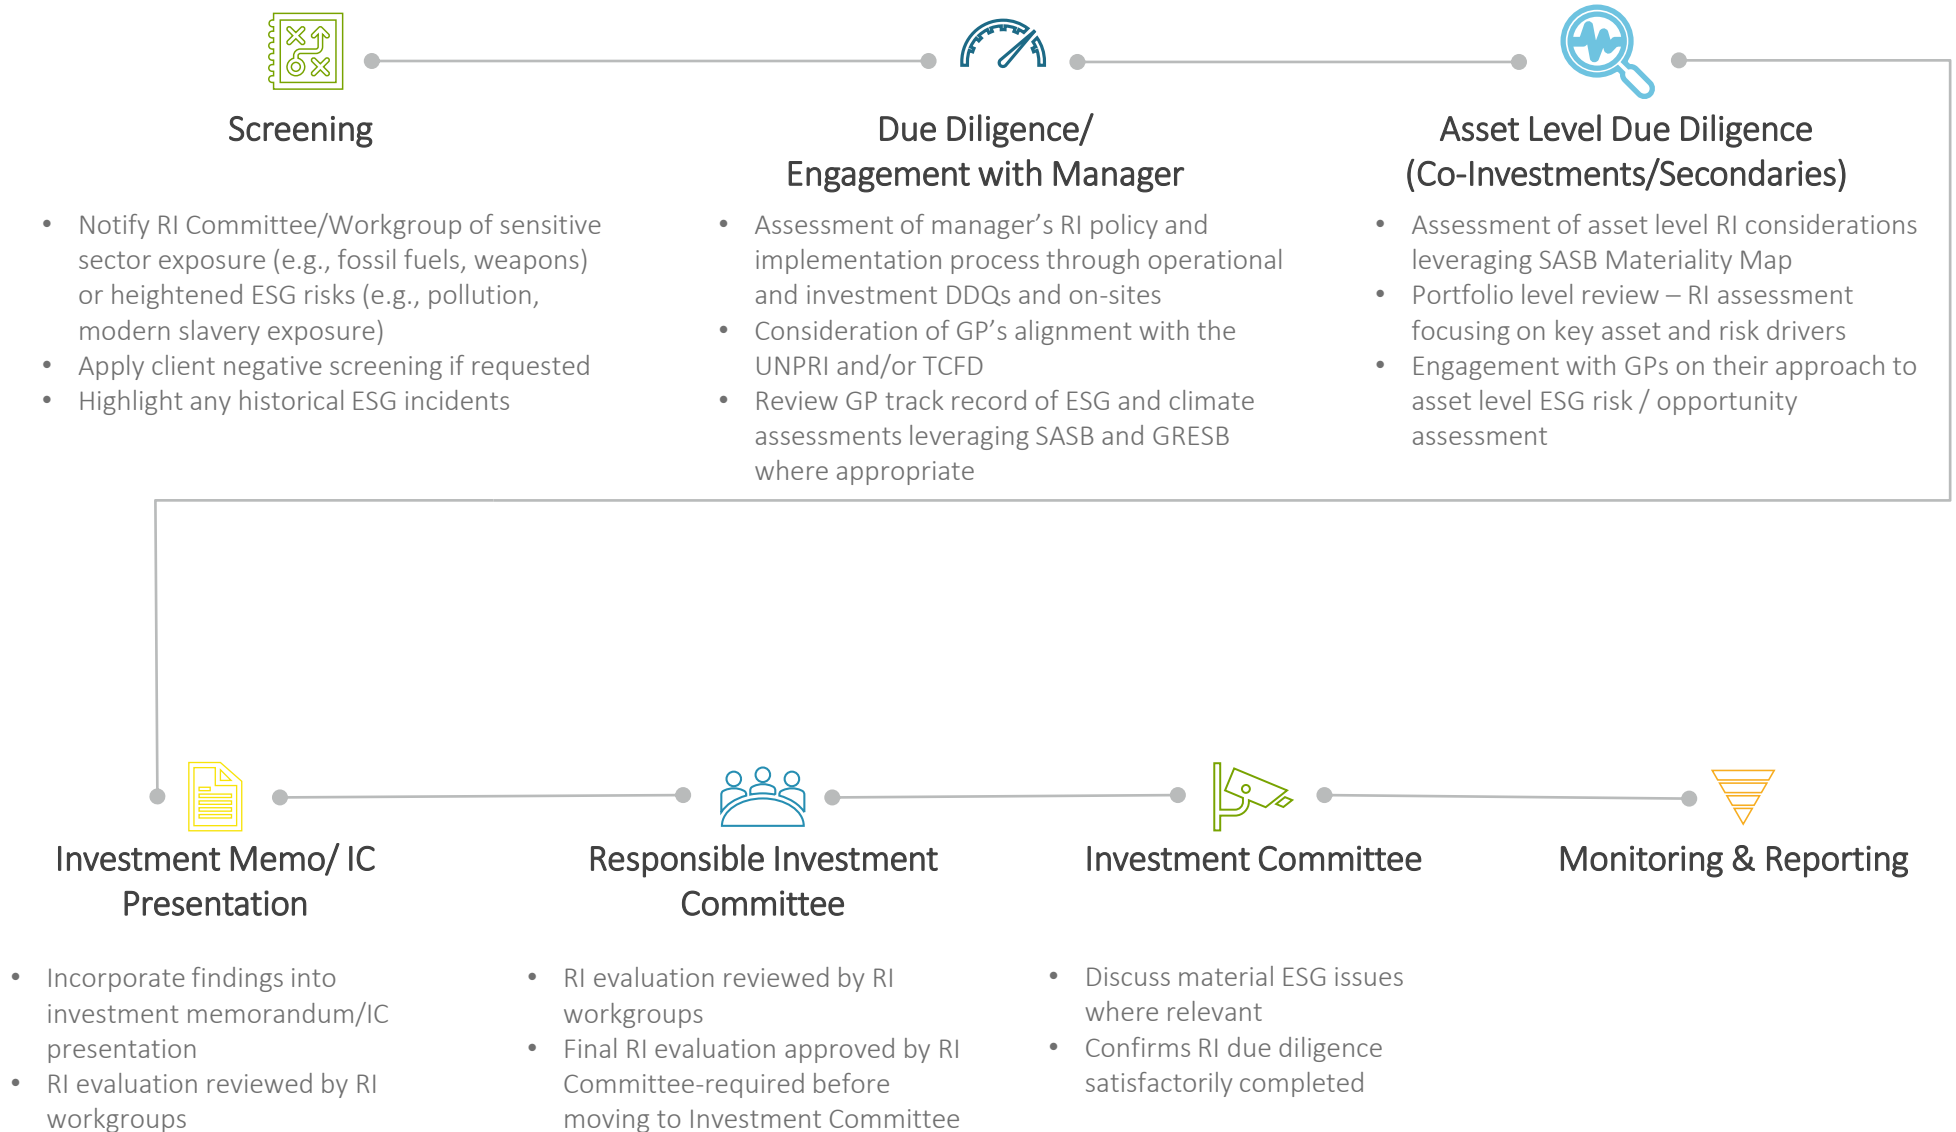 Screening
• Notify RI Committee/Workgroup of sensitive
sector exposure (e.g., fossil fuels, weapons)
or heightened ESG risks (e.g., pollution,
modern slavery exposure)
• Apply client negative screening if requested
• Highlight any historical ESG incidents
Due Diligence/
Engagement with Manager
• Assessment of manager’s RI policy and
implementation process through operational
and investment DDQs and on-sites
• Consideration of GP’s alignment with the
UNPRI and/or TCFD
• Review GP track record of ESG and climate
assessments leveraging SASB and GRESB
where appropriate
Asset Level Due Diligence
(Co-Investments/Secondaries)
• Assessment of asset level RI considerations
leveraging SASB Materiality Map
• Portfolio level review – RI assessment
focusing on key asset and risk drivers
• Engagement with GPs on their approach to
asset level ESG risk / opportunity
assessment
Investment Memo/ IC
Presentation
• Incorporate findings into
investment memorandum/IC
presentation
• RI evaluation reviewed by RI
workgroups
Responsible Investment
Committee
• RI evaluation reviewed by RI
workgroups
• Final RI evaluation approved by RI
Committee-required before
moving to Investment Committee
Investment Committee
• Discuss material ESG issues
where relevant
• Confirms RI due diligence
satisfactorily completed
Monitoring & Reporting